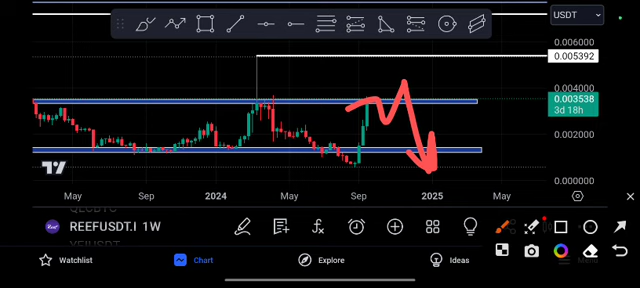 USDT
0.006000
0.005392
0.004000
0.003538
3d 18h
0.002000
0.000000
May Sep 2024 May Sep 2025 May
REEFUSDT.I 1W
Watchlist Chart Explore Ideas